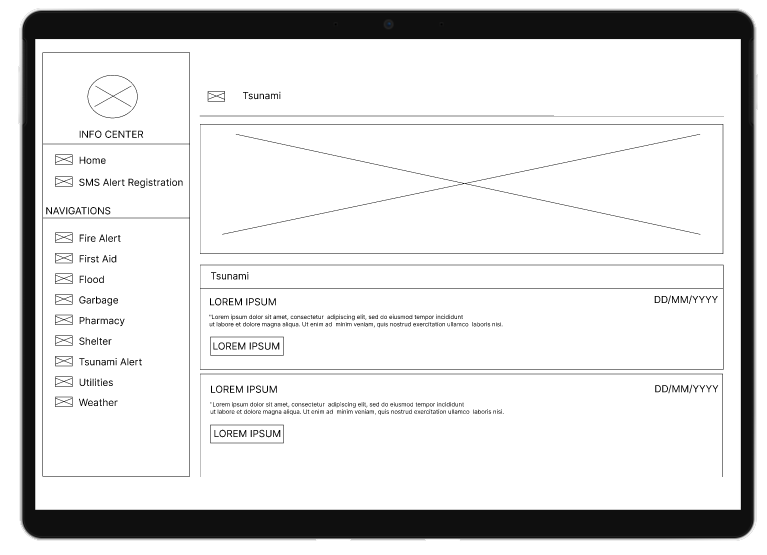 INFO CENTER
Home
SMS Alert Registration
NAVIGATIONS
Fire Alert
First Aid
Flood
Garbage
Pharmacy
Shelter
Tsunami Alert
Utilities
Weather
Tsunami
Tsunami
LOREM IPSUM
DD/MM/YYYY
"Lorem ipsum dolor sit amet, consectetur adipiscing elit, sed do eiusmod tempor incididunt
ut labore et dolore magna aliqua. Ut enim ad minim veniam, quis nostrud exercitation ullamco laboris nisi.
LOREM IPSUM
LOREM IPSUM
DD/MM/YYYY
"Lorem ipsum dolor sit amet, consectetur adipiscing elit, sed do eiusmod tempor incididunt
ut labore et dolore magna aliqua. Ut enim ad minim veniam, quis nostrud exercitation ullamco laboris nisi.
LOREM IPSUM